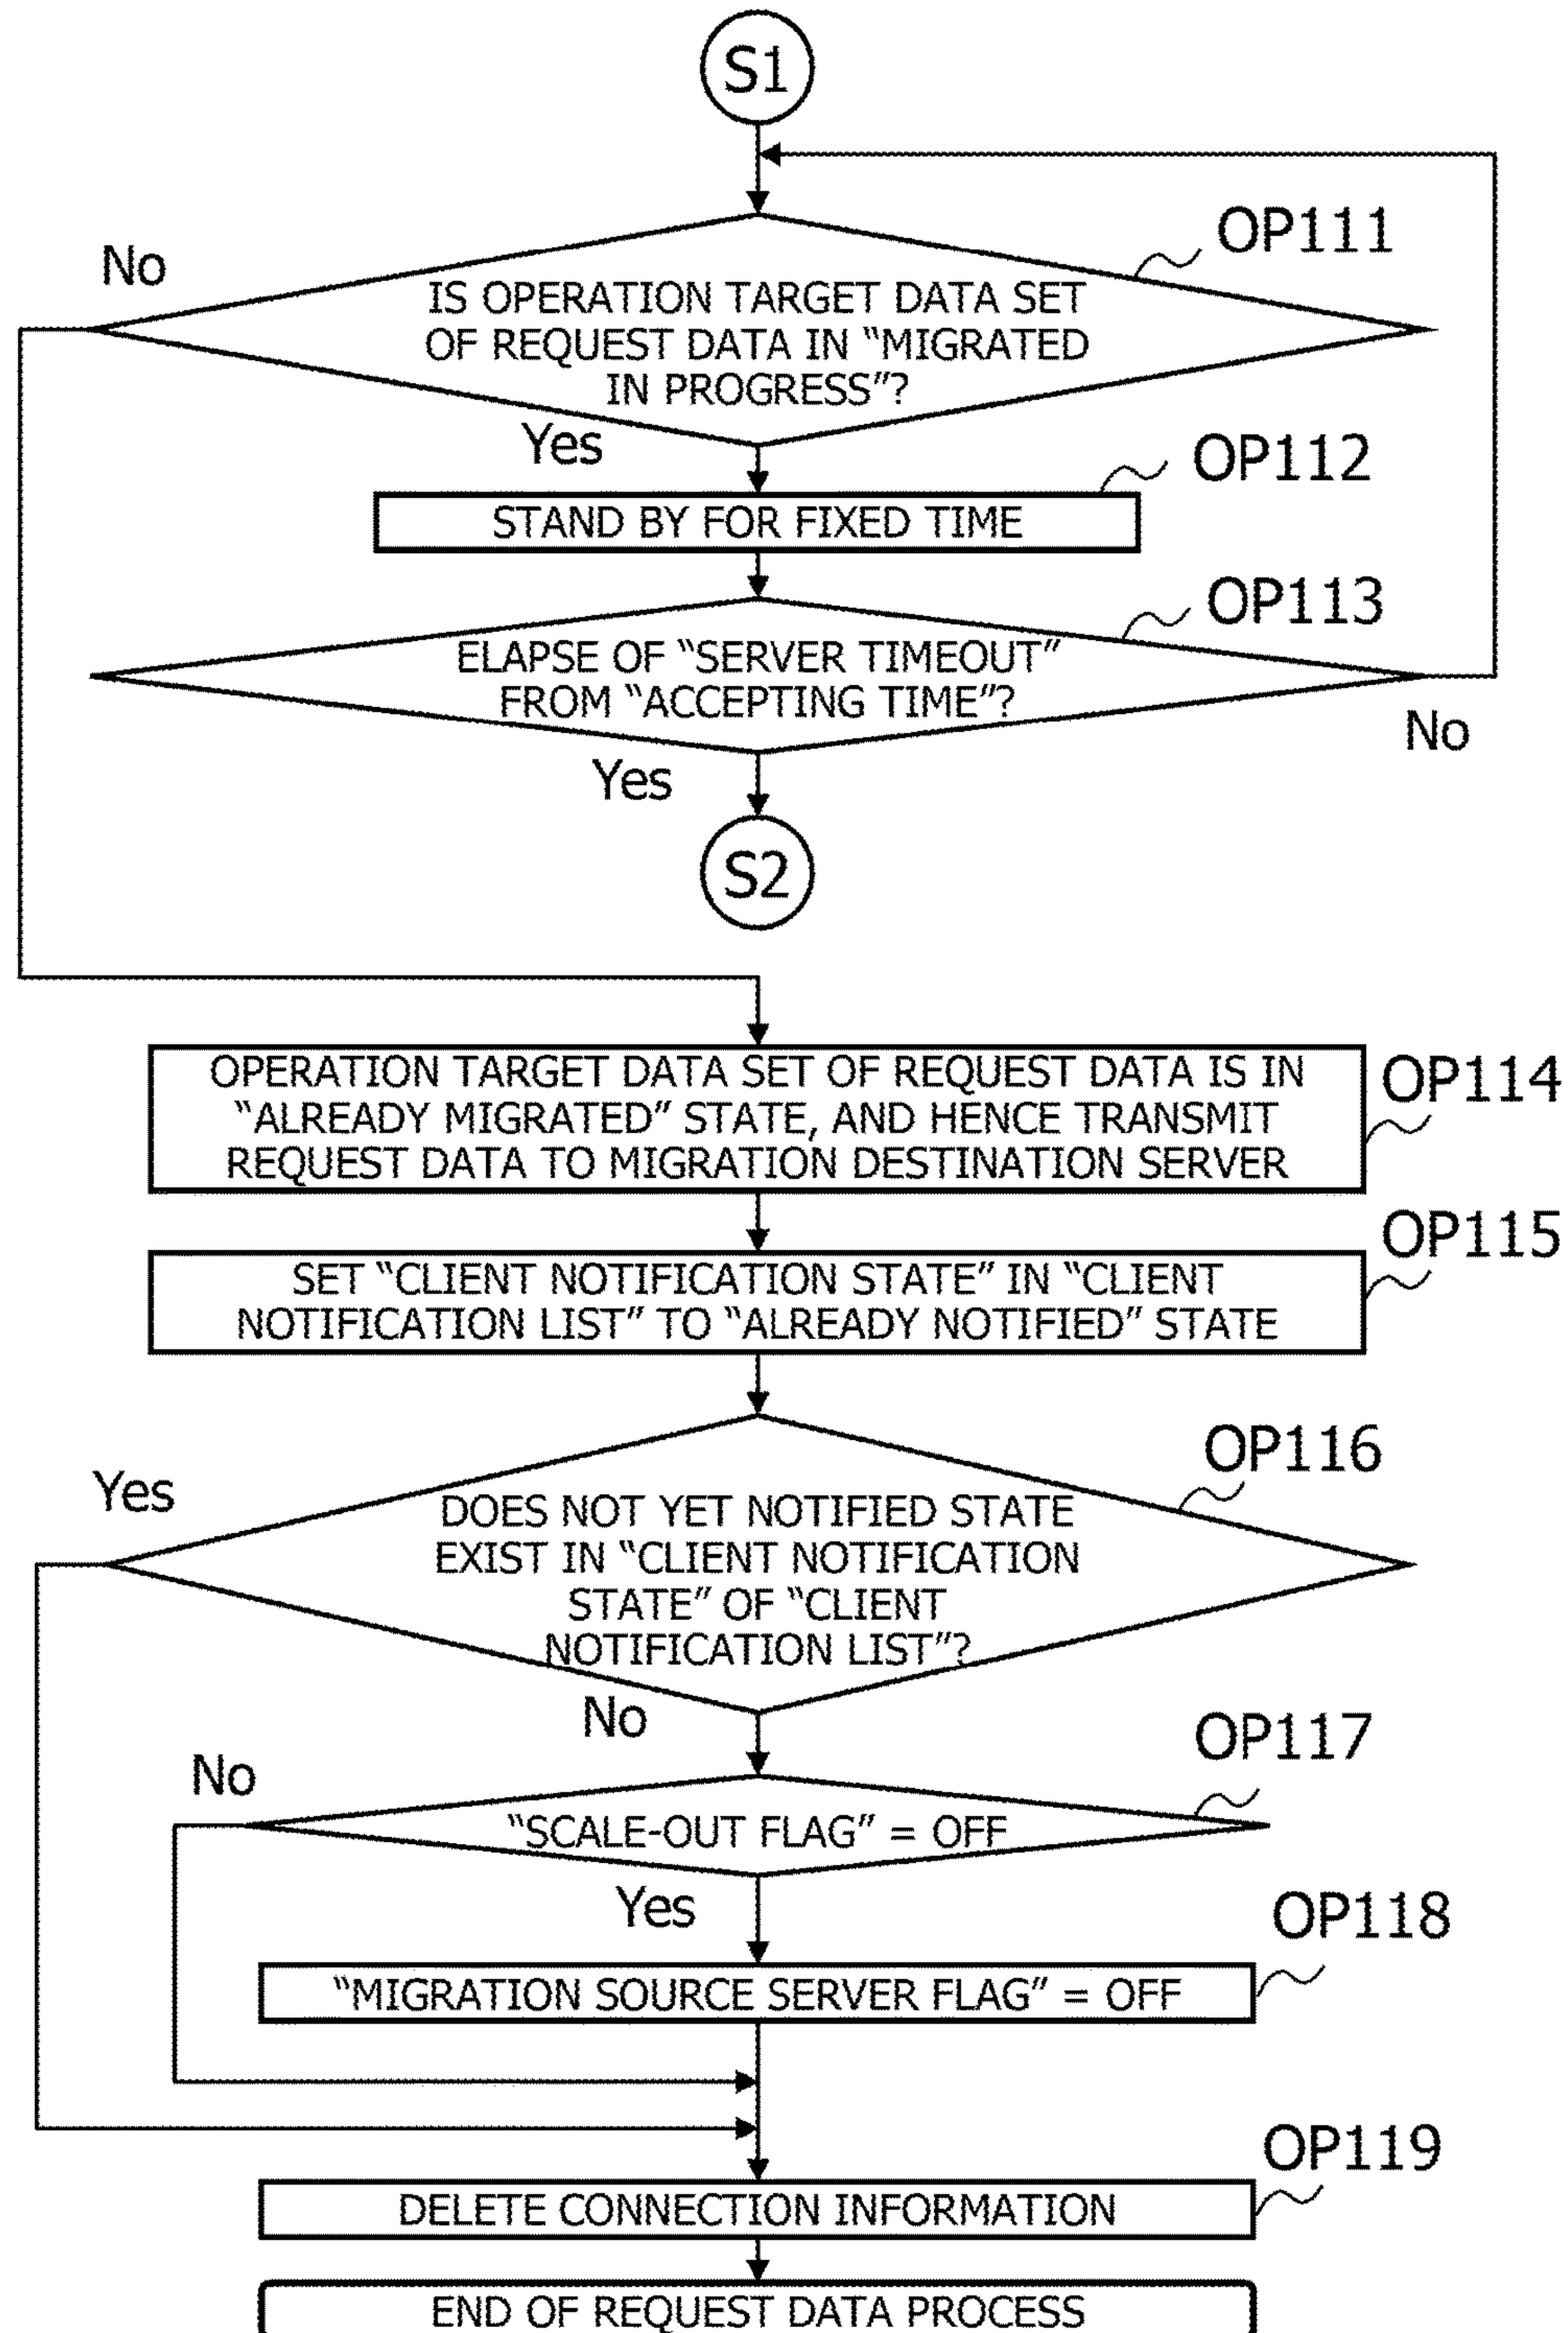 S1
OP111
No
IS OPERATION TARGET DATA SET
OF REQUEST DATA IN “MIGRATED
IN PROGRESS”?
Yes
OP112
STAND BY FOR FIXED TIME
OP113
ELAPSE OF “SERVER TIMEOUT”
FROM “ACCEPTING TIME”?
No
Yes
S2
OPERATION TARGET DATA SET OF REQUEST DATA IS IN
“ALREADY MIGRATED” STATE, AND HENCE TRANSMIT
REQUEST DATA TO MIGRATION DESTINATION SERVER
OP114
OP115
SET “CLIENT NOTIFICATION STATE” IN “CLIENT
NOTIFICATION LIST” TO “ALREADY NOTIFIED” STATE
OP116
Yes
DOES NOT YET NOTIFIED STATE
EXIST IN “CLIENT NOTIFICATION
STATE” OF “CLIENT
NOTIFICATION LIST”?
No
OP117
No
“SCALE-OUT FLAG” = OFF
Yes
OP118
“MIGRATION SOURCE SERVER FLAG” = OFF
OP119
DELETE CONNECTION INFORMATION
END OF REQUEST DATA PROCESS